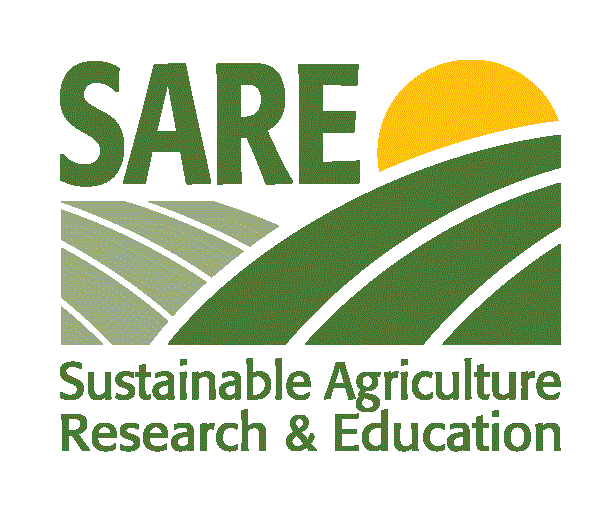 SARE
Sustainable Agriculture
Research & Education